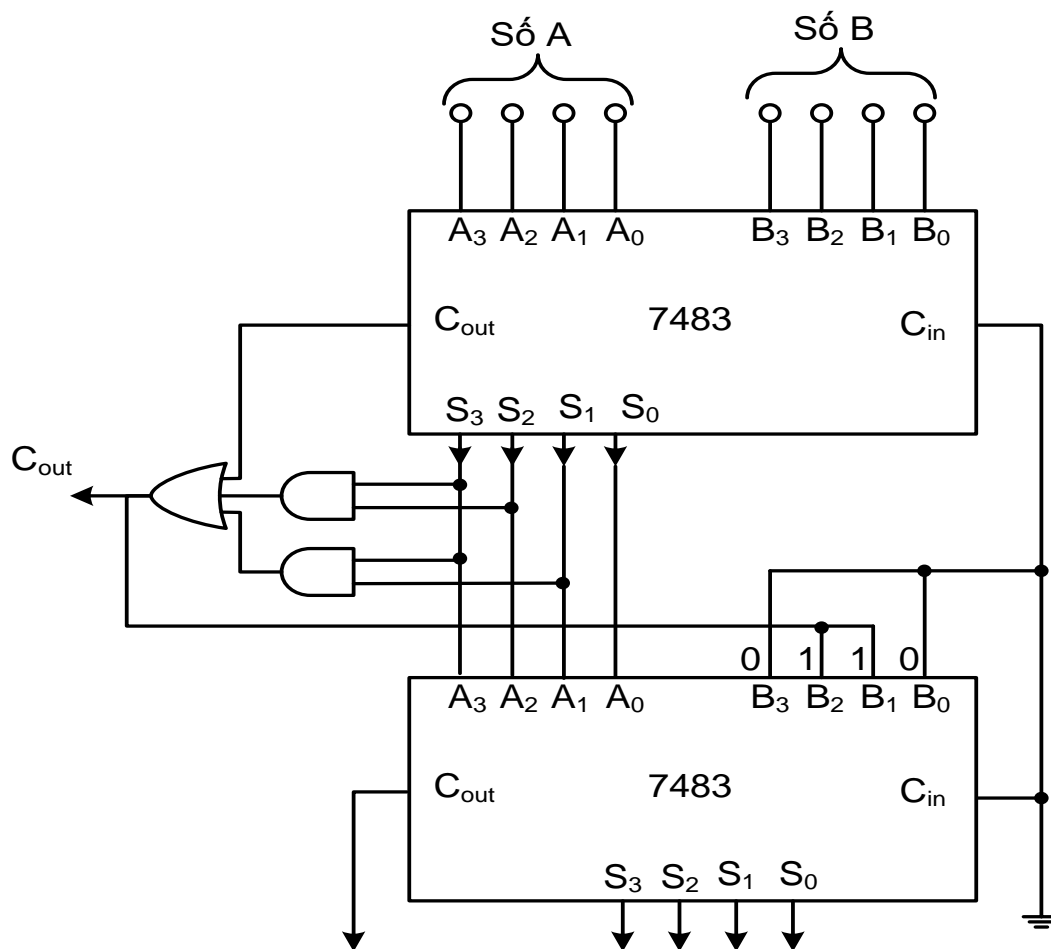 Số A Số B
A3 A2 A1 A0 B3 B2 B1 B0
Cout 7483 Cin
S3 S2 S1 S0
Cout
0 1 1 0
A3 A2 A1 A0 B3 B2 B1 B0
Cout 7483 Cin
S3 S2 S1 S0